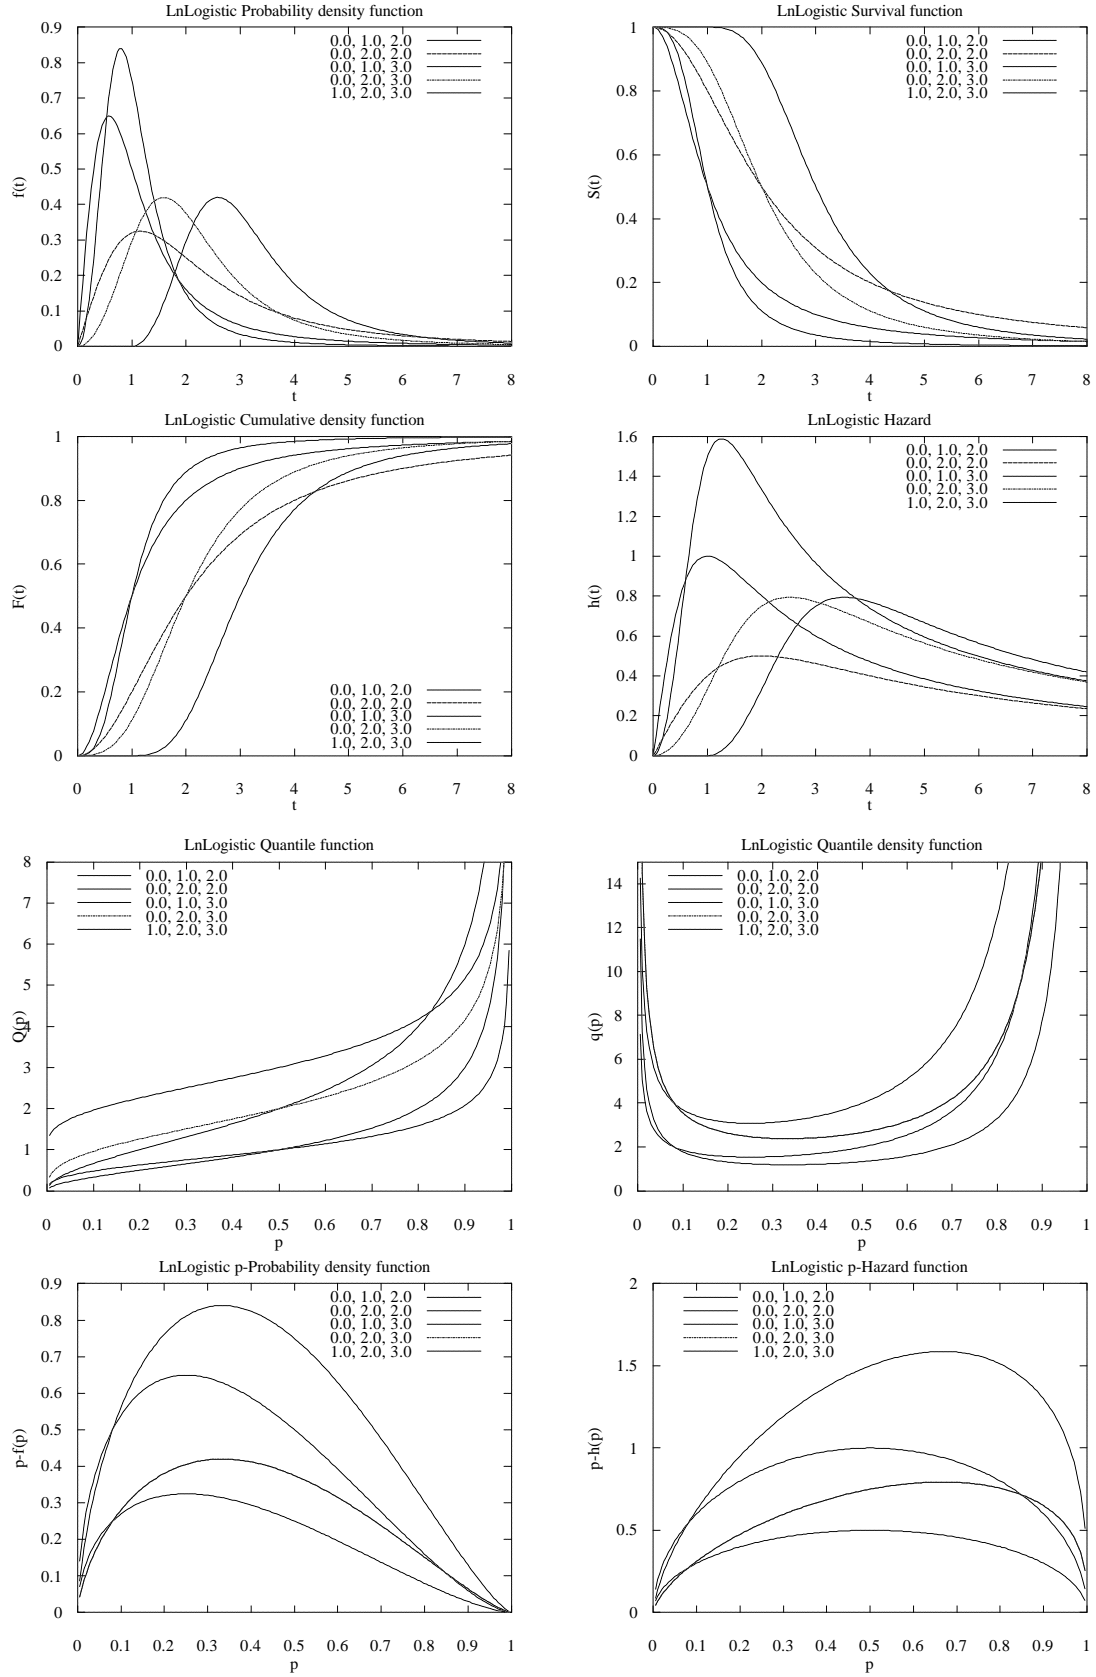 LnLogistic Probability density function
0.9
0.8
0.7
0.6
0.5
0.4
0.3
0.2
0.1
0
f(t)
0.0, 1.0, 2.0
0.0, 2.0, 2.0
0.0, 1.0, 3.0
0.0, 2.0, 3.0
1.0, 2.0, 3.0
0 1 2 3 4 5 6 7 8
t
LnLogistic Survival function
1
0.8
0.6
0.4
0.2
0
S(t)
0.0, 1.0, 2.0
0.0, 2.0, 2.0
0.0, 1.0, 3.0
0.0, 2.0, 3.0
1.0, 2.0, 3.0
0 1 2 3 4 5 6 7 8
t
LnLogistic Cumulative density function
1
0.8
0.6
0.4
0.2
0
F(t)
0.0, 1.0, 2.0
0.0, 2.0, 2.0
0.0, 1.0, 3.0
0.0, 2.0, 3.0
1.0, 2.0, 3.0
0 1 2 3 4 5 6 7 8
t
LnLogistic Hazard
1.6
1.4
1.2
1
0.8
0.6
0.4
0.2
0
h(t)
0.0, 1.0, 2.0
0.0, 2.0, 2.0
0.0, 1.0, 3.0
0.0, 2.0, 3.0
1.0, 2.0, 3.0
0 1 2 3 4 5 6 7 8
t
LnLogistic Quantile function
8
7
6
5
4
3
2
1
0
Q(p)
0.0, 1.0, 2.0
0.0, 2.0, 2.0
0.0, 1.0, 3.0
0.0, 2.0, 3.0
1.0, 2.0, 3.0
0 0.1 0.2 0.3 0.4 0.5 0.6 0.7 0.8 0.9 1
p
LnLogistic Quantile density function
14
12
10
8
6
4
2
0
q(p)
0.0, 1.0, 2.0
0.0, 2.0, 2.0
0.0, 1.0, 3.0
0.0, 2.0, 3.0
1.0, 2.0, 3.0
0 0.1 0.2 0.3 0.4 0.5 0.6 0.7 0.8 0.9 1
p
LnLogistic p-Probability density function
0.9
0.8
0.7
0.6
0.5
0.4
0.3
0.2
0.1
0
p-f(p)
0.0, 1.0, 2.0
0.0, 2.0, 2.0
0.0, 1.0, 3.0
0.0, 2.0, 3.0
1.0, 2.0, 3.0
0 0.1 0.2 0.3 0.4 0.5 0.6 0.7 0.8 0.9 1
p
LnLogistic p-Hazard function
2
1.5
1
0.5
0
p-h(p)
0.0, 1.0, 2.0
0.0, 2.0, 2.0
0.0, 1.0, 3.0
0.0, 2.0, 3.0
1.0, 2.0, 3.0
0 0.1 0.2 0.3 0.4 0.5 0.6 0.7 0.8 0.9 1
p